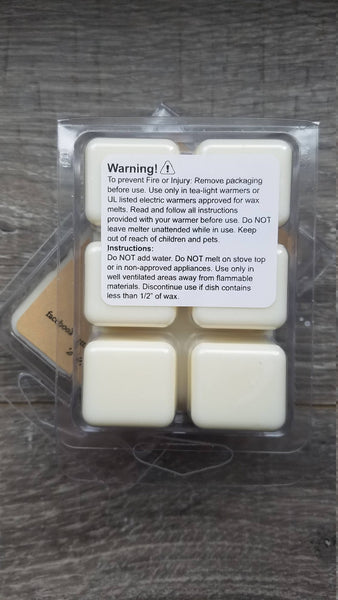 Warning!
To prevent Fire or Injury: Remove packaging
before use. Use only in tea-light warmers or
UL listed electric warmers approved for wax
melts. Read and follow all instructions
provided with your warmer before use. Do NOT
leave melter unattended while in use. Keep
out of reach of children and pets.
Instructions:
Do NOT add water. Do NOT melt on stove top
or in non-approved appliances. Use only in
well ventilated areas away from flammable
materials. Discontinue use if dish contains
less than 1/2" of wax.